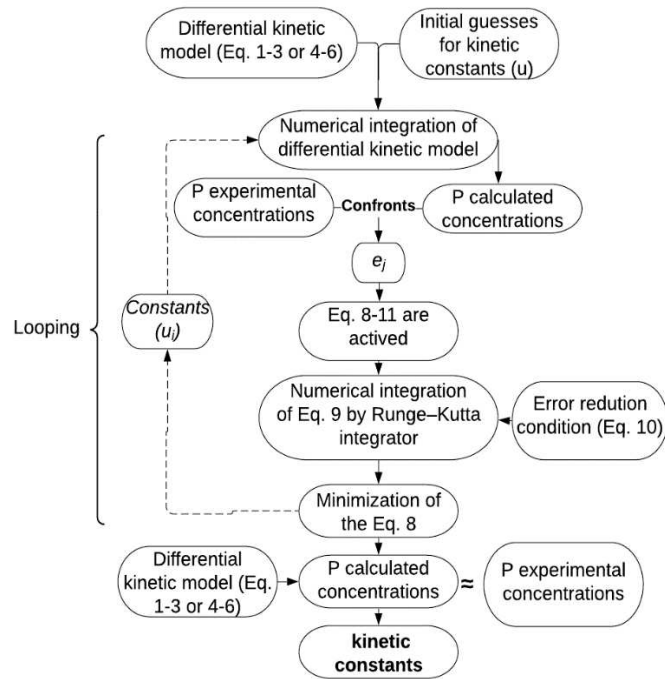 Differential kinetic
model (Eq. 1-3 or 4-6)
Initial guesses
for kinetic
constants (u)
Numerical integration of
differential kinetic model
P experimental
concentrations
Confronts
P calculated
concentrations
e_j
Looping
Constants
(u_i)
Eq. 8-11 are
actived
Numerical integration
of Eq. 9 by Runge–Kutta
integrator
Error redution
condition (Eq. 10)
Minimization of
the Eq. 8
Differential
kinetic model (Eq.
1-3 or 4-6)
P calculated
concentrations
≈
P experimental
concentrations
kinetic
constants